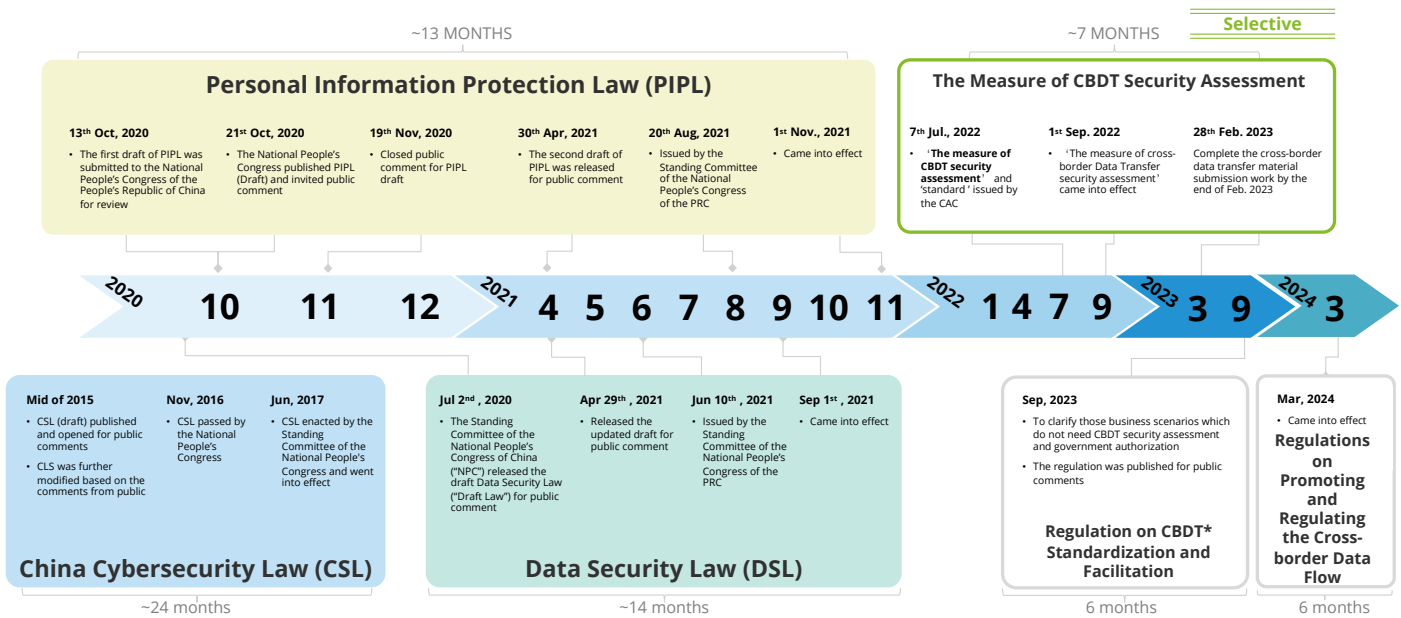 Selective
~13 MONTHS
~7 MONTHS
Personal Information Protection Law (PIPL)
13th Oct, 2020
• The first draft of PIPL was
submitted to the National
People's Congress of the
People's Republic of China
for review
21st Oct, 2020
• The National People's
Congress published PIPL
(Draft) and invited public
comment
19th Nov, 2020
• Closed public
comment for PIPL
draft
30th Apr, 2021
• The second draft of
PIPL was released
for public comment
20th Aug, 2021
• Issued by the
Standing Committee
of the National
People's Congress
of the PRC
1st Nov., 2021
• Came into effect
The Measure of CBDT Security Assessment
7th Jul., 2022
• 'The measure of
CBDT security
assessment' and
'standard ' issued by
the CAC
1st Sep. 2022
• 'The measure of cross-
border Data Transfer
security assessment'
came into effect
28th Feb. 2023
Complete the cross-border
data transfer material
submission work by the
end of Feb. 2023
2020 10 11 12 2021 4 5 6 7 8 9 10 11 2022 1 4 7 9 2023 3 9 2024 3
Mid of 2015
• CSL (draft) published
and opened for public
comments
• CLS was further
modified based on the
comments from public
Nov, 2016
• CSL passed by
the National
People's
Congress
Jun, 2017
• CSL enacted by the
Standing
Committee of the
National People's
Congress and went
into effect
China Cybersecurity Law (CSL)
~24 months
Jul 2nd , 2020
• The Standing
Committee of the
National People's
Congress of China
("NPC") released the
draft Data Security Law
("Draft Law") for public
comment
Apr 29th , 2021
• Released the
updated draft for
public comment
Jun 10th , 2021
• Issued by the
Standing
Committee of the
National People's
Congress of the
PRC
Sep 1st , 2021
• Came into effect
Data Security Law (DSL)
~14 months
Sep, 2023
• To clarify those business scenarios which
do not need CBDT security assessment
and government authorization
• The regulation was published for public
comments
Regulation on CBDT*
Standardization and
Facilitation
6 months
Mar, 2024
• Came into effect
Regulations
on
Promoting
and
Regulating
the Cross-
border Data
Flow
6 months